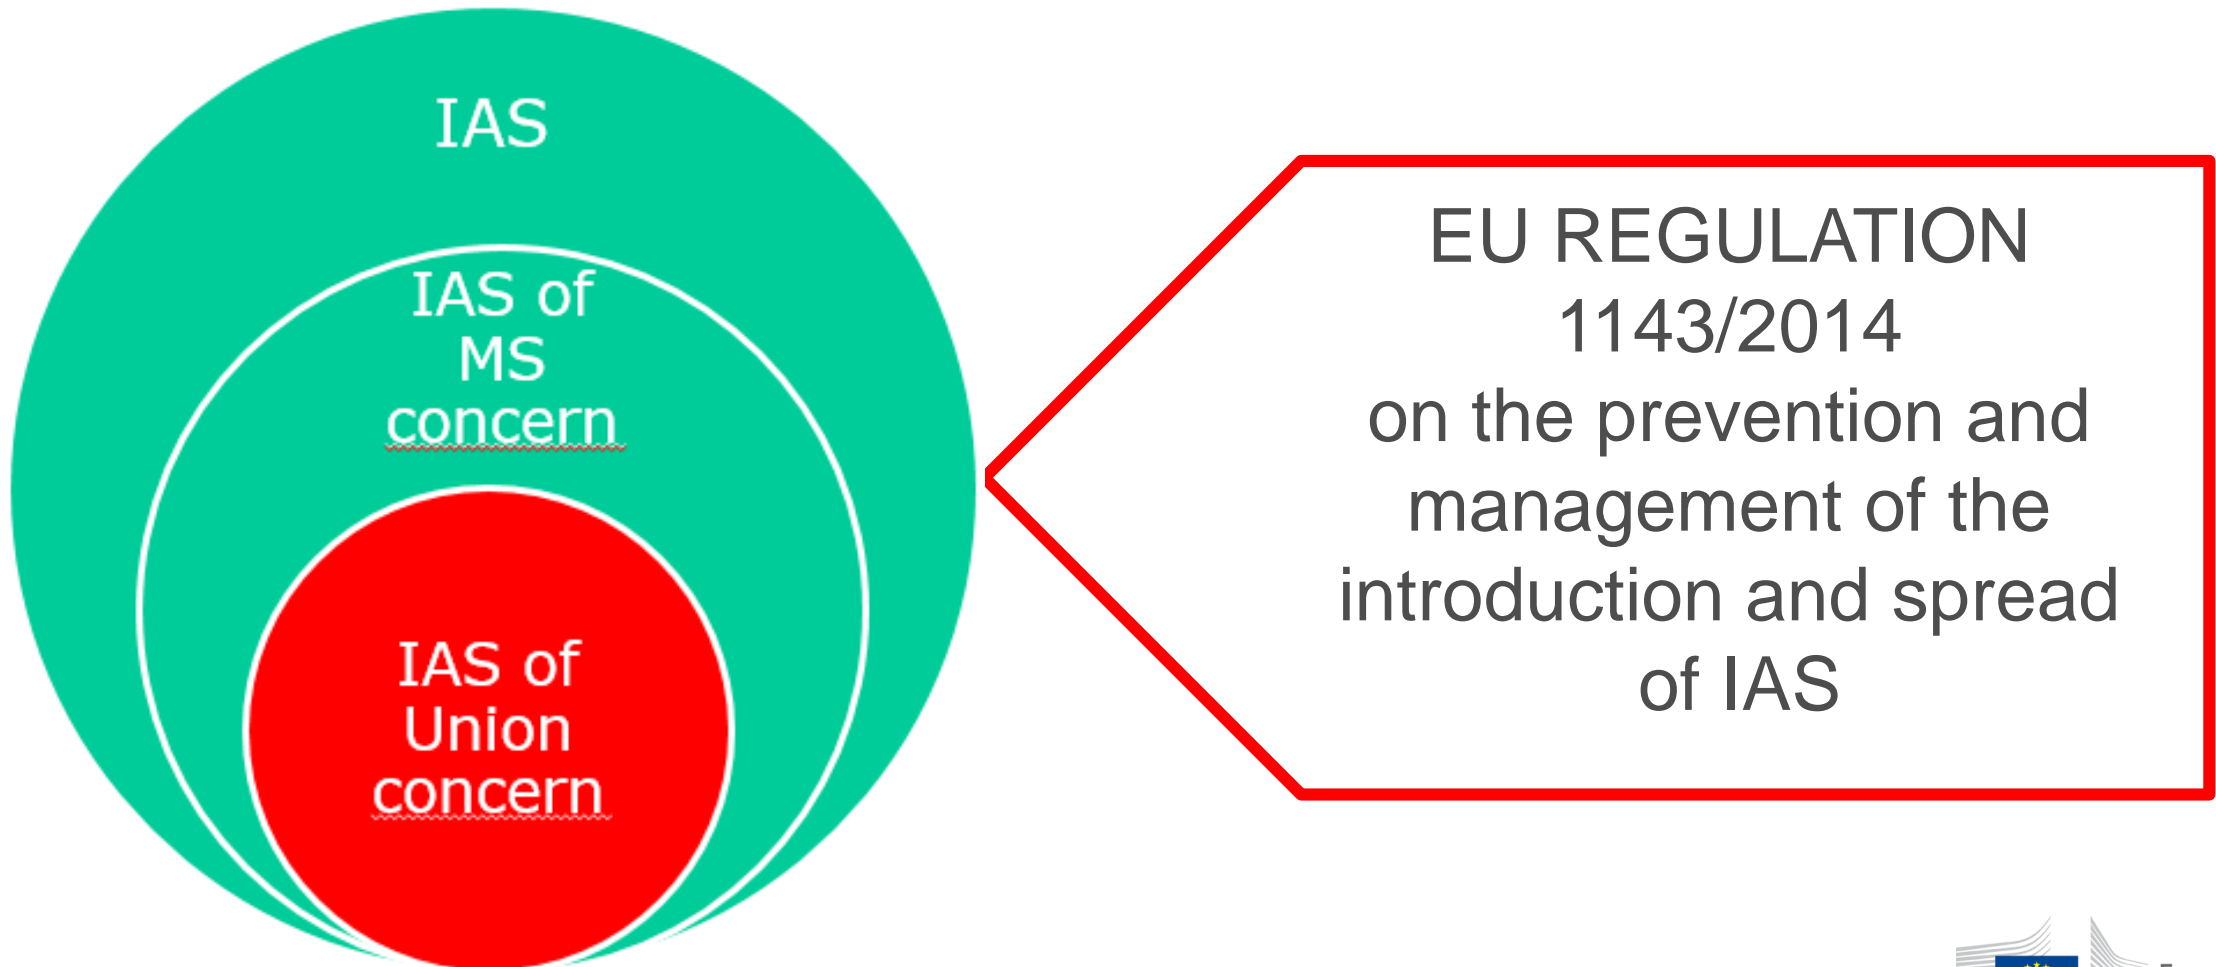 IAS
IAS of
MS
concern
IAS of
Union
concern
EU REGULATION
1143/2014
on the prevention and
management of the
introduction and spread
of IAS